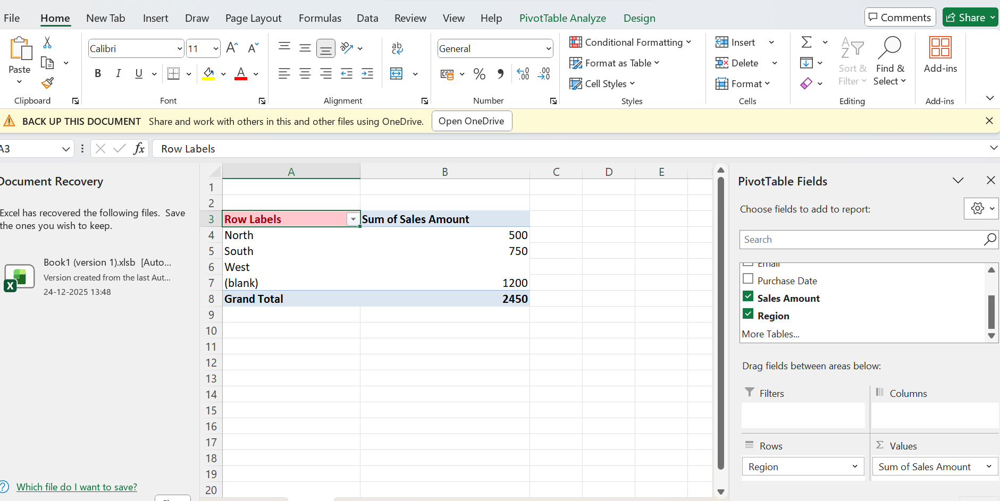 File Home New Tab Insert Draw Page Layout Formulas Data Review View Help PivotTable Analyze Design Comments Share
Paste
Clipboard
Calibri 11
B I U A
Font
ab
Alignment
General
% 
Number
Conditional Formatting
Format as Table
Cell Styles
Styles
Insert
Delete
Format
Cells
Sort & Filter
Find & Select
Editing
Add-ins
Add-ins
BACK UP THIS DOCUMENT Share and work with others in this and other files using OneDrive. Open OneDrive
A3 fx Row Labels
Document Recovery
Excel has recovered the following files. Save
the ones you wish to keep.
Book1 (version 1).xlsb [Auto...
Version created from the last Aut...
24-12-2025 13:48
Which file do I want to save?
A B C D E
1
2
3 Row Labels Sum of Sales Amount
4 North 500
5 South 750
6 West
7 (blank) 1200
8 Grand Total 2450
9
10
11
12
13
14
15
16
17
18
19
20
PivotTable Fields
Choose fields to add to report:
Search
Email
Purchase Date
Sales Amount
Region
More Tables...
Drag fields between areas below:
Filters
Columns
Rows
Values
Region
Sum of Sales Amount